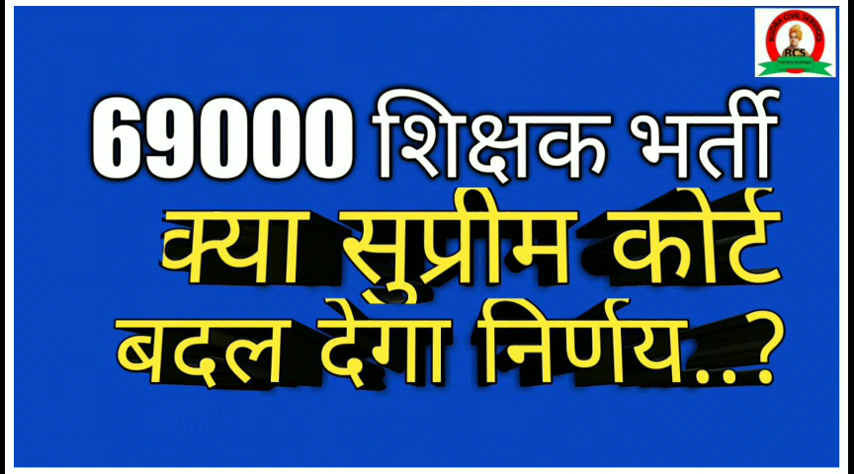 69000 शिक्षक भर्ती
क्या सुप्रीम कोर्ट
बदल देगा निर्णय..?
RCS